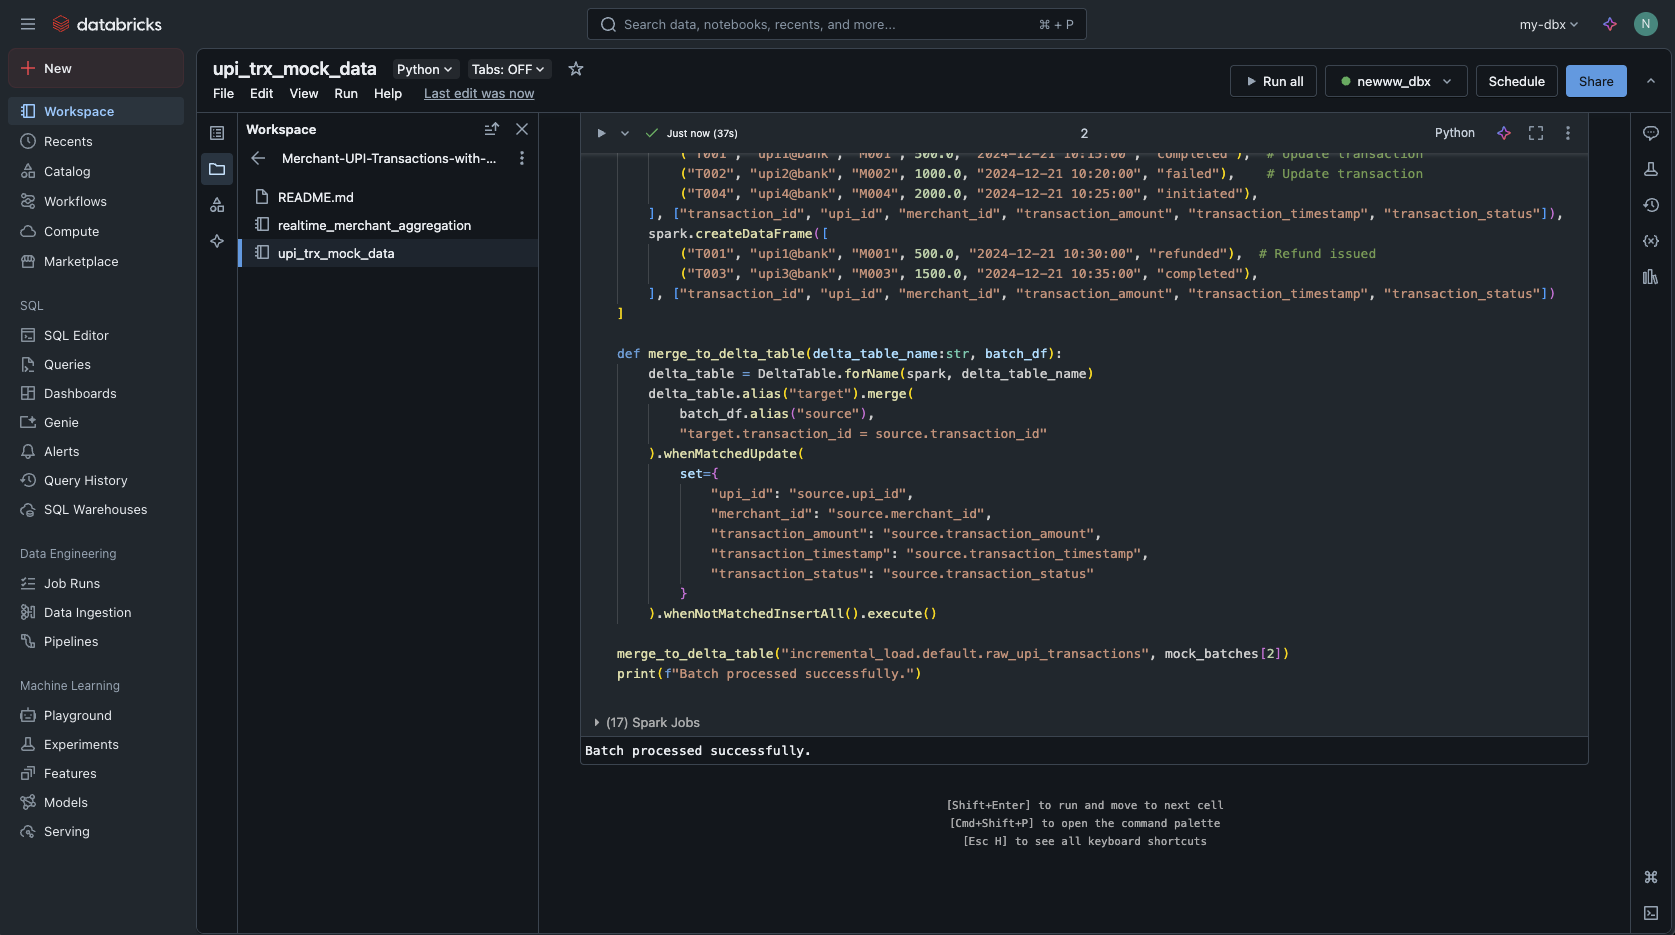 databricks
Search data, notebooks, recents, and more...
⌘ + P
my-dbx
N
New
Workspace
Recents
Catalog
Workflows
Compute
Marketplace
SQL
SQL Editor
Queries
Dashboards
Genie
Alerts
Query History
SQL Warehouses
Data Engineering
Job Runs
Data Ingestion
Pipelines
Machine Learning
Playground
Experiments
Features
Models
Serving
upi_trx_mock_data
Python
Tabs: OFF
File Edit View Run Help Last edit was now
Run all
newww_dbx
Schedule
Share
Workspace
Merchant-UPI-Transactions-with-...
README.md
realtime_merchant_aggregation
upi_trx_mock_data
Just now (37s)
2
Python
("T001", "upi1@bank", "M001", 500.0, "2024-12-21 10:15:00", "completed"),  # Update transaction
("T002", "upi2@bank", "M002", 1000.0, "2024-12-21 10:20:00", "failed"),    # Update transaction
("T004", "upi4@bank", "M004", 2000.0, "2024-12-21 10:25:00", "initiated"),
], ["transaction_id", "upi_id", "merchant_id", "transaction_amount", "transaction_timestamp", "transaction_status"]),
spark.createDataFrame([
("T001", "upi1@bank", "M001", 500.0, "2024-12-21 10:30:00", "refunded"),  # Refund issued
("T003", "upi3@bank", "M003", 1500.0, "2024-12-21 10:35:00", "completed"),
], ["transaction_id", "upi_id", "merchant_id", "transaction_amount", "transaction_timestamp", "transaction_status"])
]
def merge_to_delta_table(delta_table_name:str, batch_df):
delta_table = DeltaTable.forName(spark, delta_table_name)
delta_table.alias("target").merge(
batch_df.alias("source"),
"target.transaction_id = source.transaction_id"
).whenMatchedUpdate(
set={
"upi_id": "source.upi_id",
"merchant_id": "source.merchant_id",
"transaction_amount": "source.transaction_amount",
"transaction_timestamp": "source.transaction_timestamp",
"transaction_status": "source.transaction_status"
}
).whenNotMatchedInsertAll().execute()
merge_to_delta_table("incremental_load.default.raw_upi_transactions", mock_batches[2])
print(f"Batch processed successfully.")
(17) Spark Jobs
Batch processed successfully.
[Shift+Enter] to run and move to next cell
[Cmd+Shift+P] to open the command palette
[Esc H] to see all keyboard shortcuts